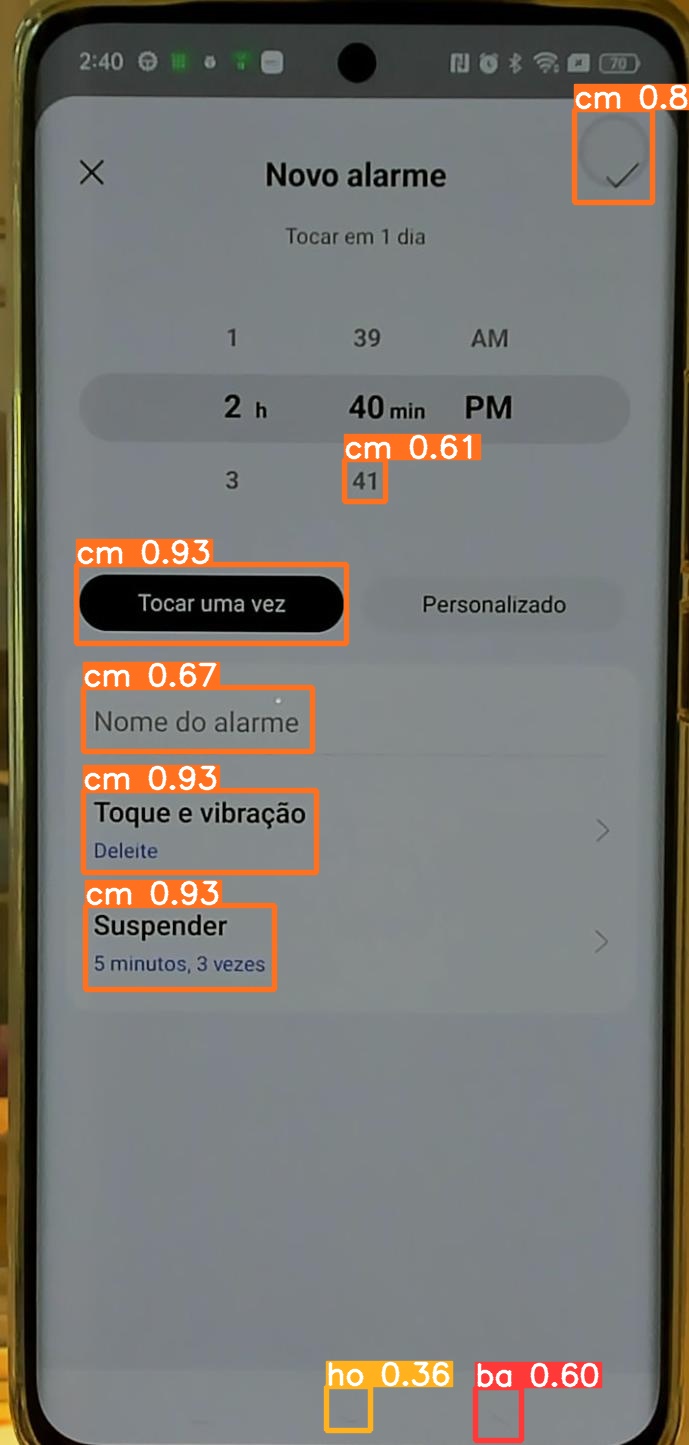 2:40 70
cm 0.8
Novo alarme
Tocar em 1 dia
1 39 AM
2 h 40 min PM
cm 0.61
3 41
cm 0.93
Tocar uma vez Personalizado
cm 0.67
Nome do alarme
cm 0.93
Toque e vibração
Deleite
cm 0.93
Suspender
5 minutos, 3 vezes
ho 0.36 ba 0.60